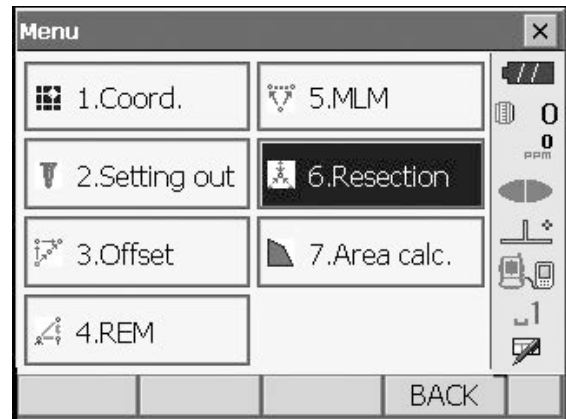 Menu
1.Coord.
5.MLM
2.Setting out
6.Resection
3.Offset
7.Area calc.
4.REM
BACK
0
0
ppm
1